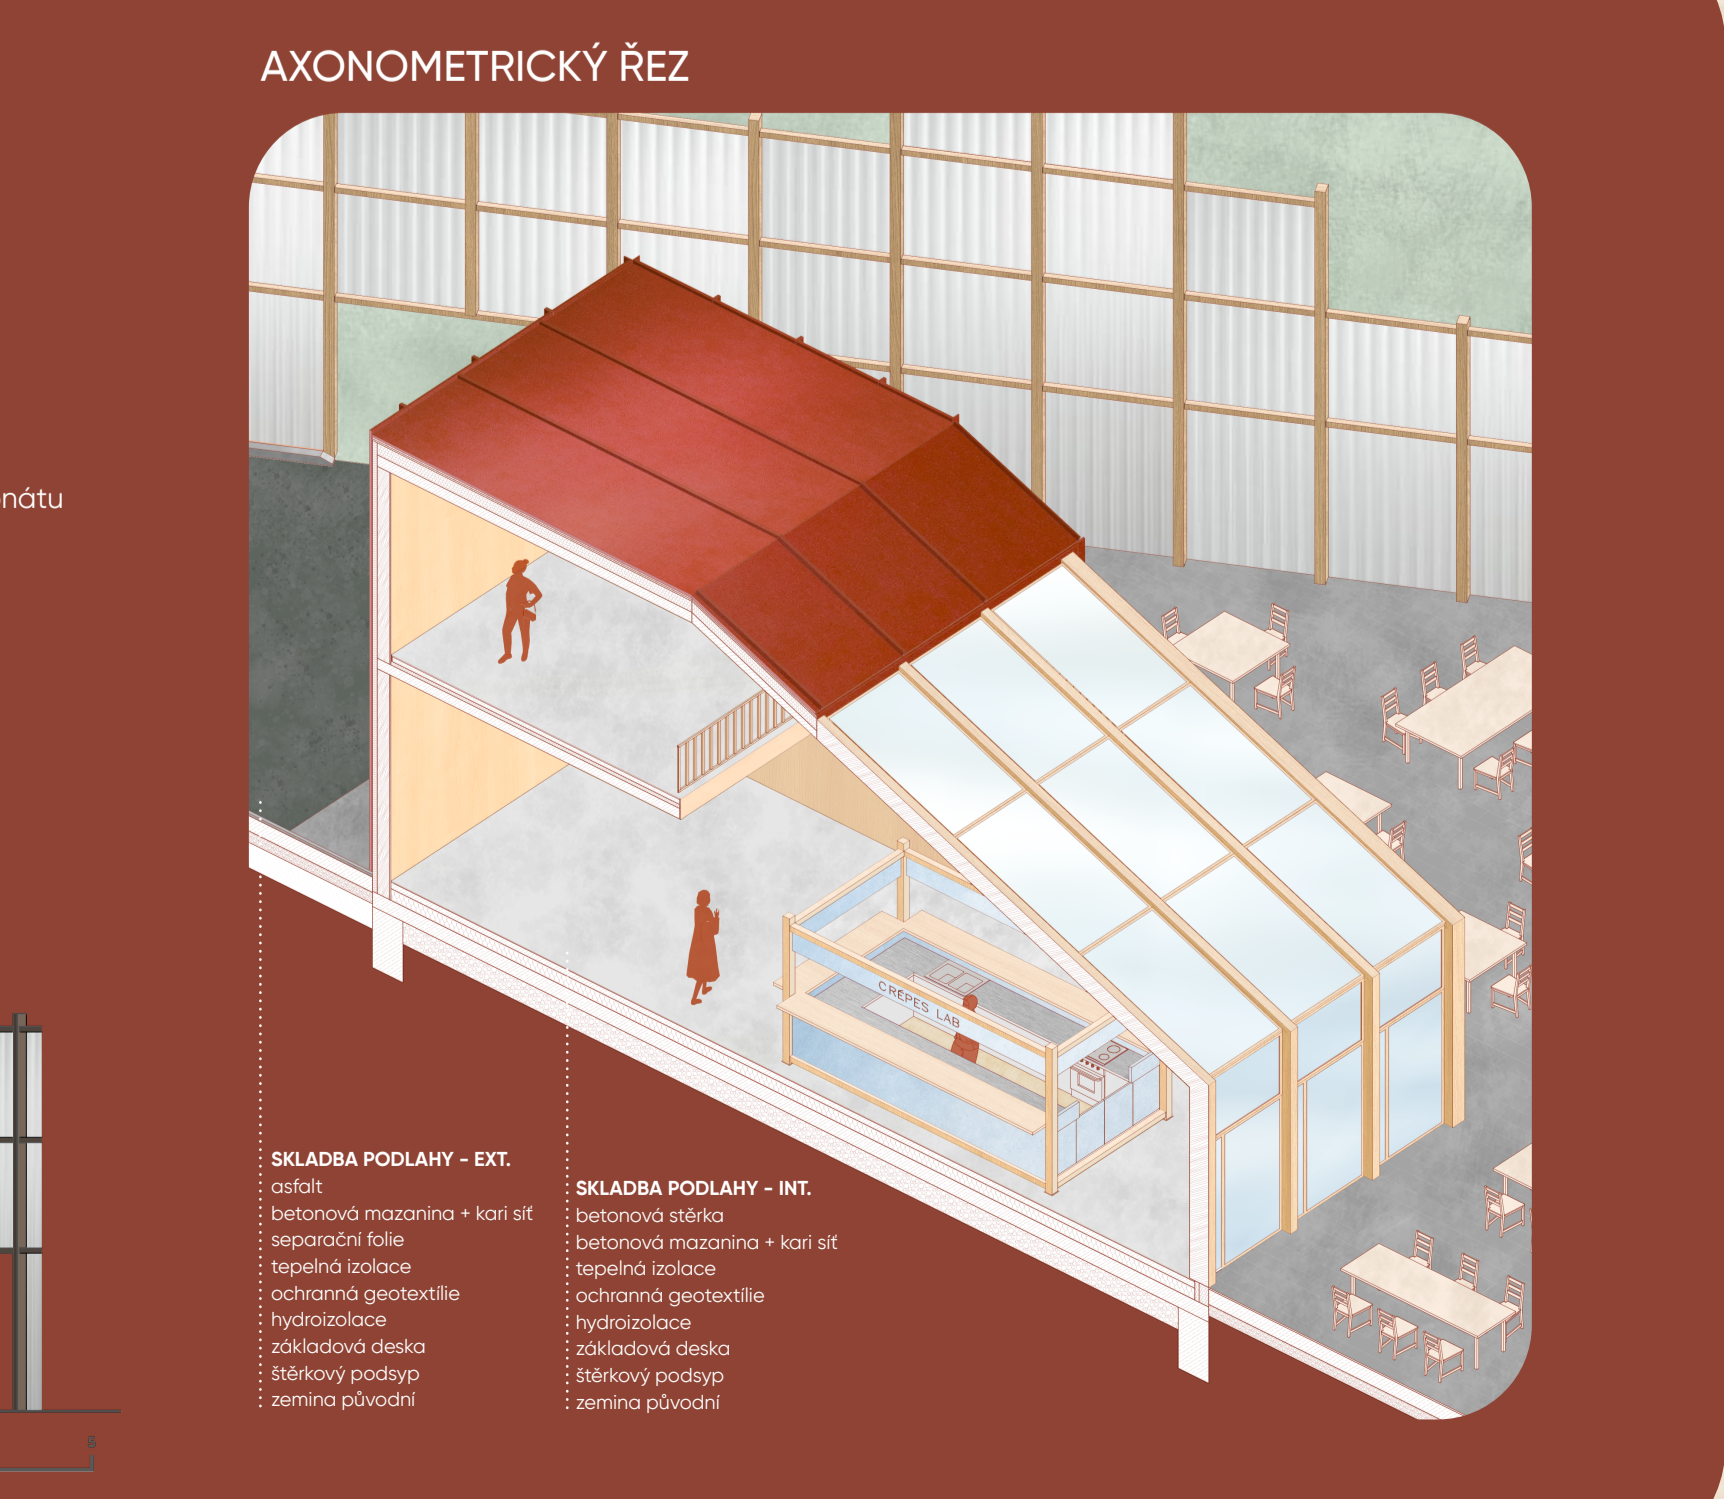 AXONOMETRICKÝ ŘEZ
nátu
CRÊPES LAB
SKLADBA PODLAHY - EXT.
asfalt
betonová mazanina + kari síť
separační folie
tepelná izolace
ochranná geotextílie
hydroizolace
základová deska
štěrkový podsyp
zemina původní
SKLADBA PODLAHY - INT.
betonová stěrka
betonová mazanina + kari síť
tepelná izolace
ochranná geotextílie
hydroizolace
základová deska
štěrkový podsyp
zemina původní